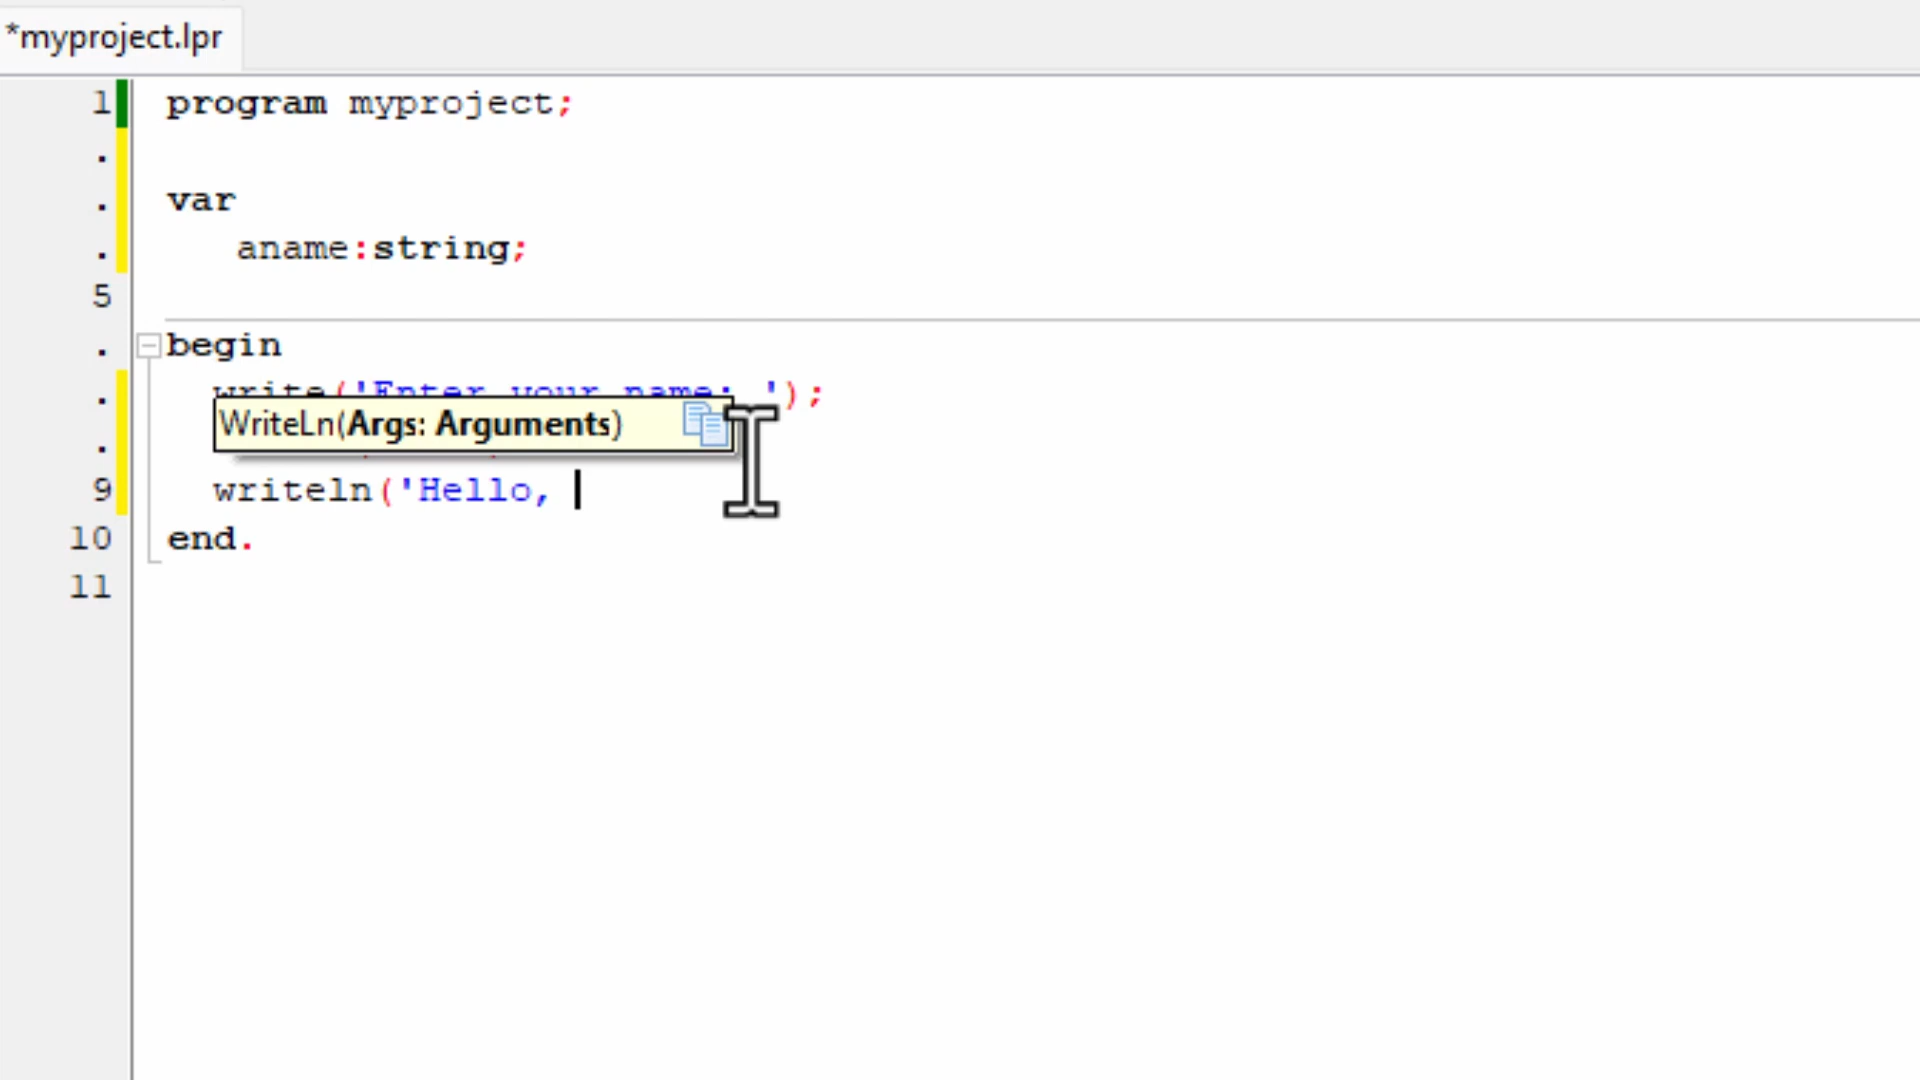 *myproject.lpr
1 program myproject;
.
. var
. aname:string;
5
. begin
. write('Enter your name: ');
WriteLn(Args: Arguments)
.
9 writeln('Hello,
10 end.
11